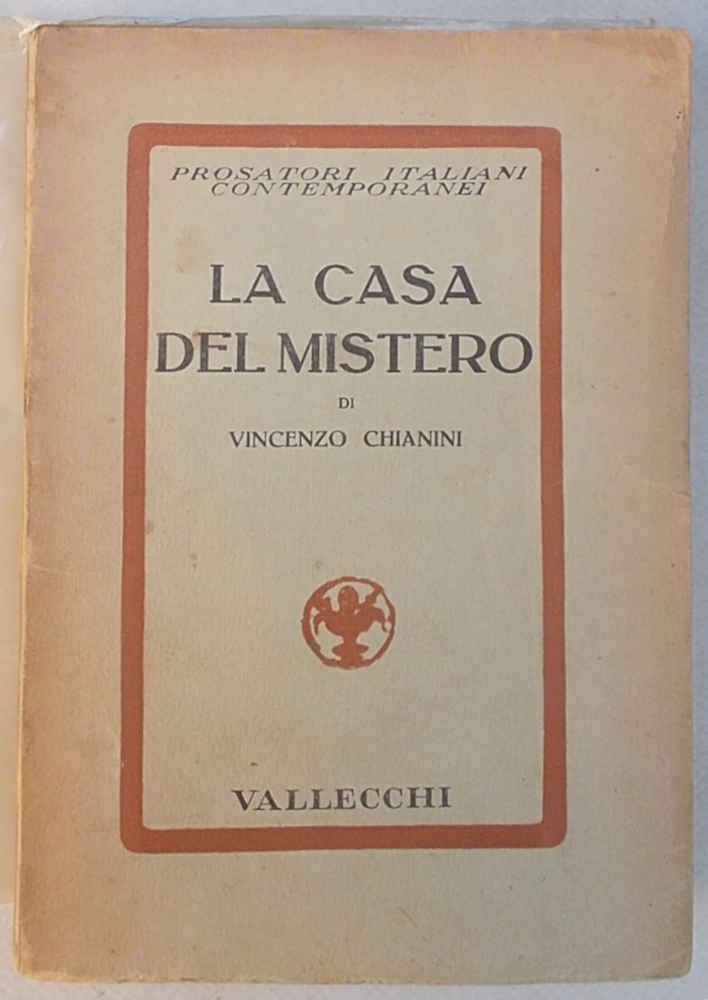 PROSATORI ITALIANI
CONTEMPORANEI
LA CASA
DEL MISTERO
DI
VINCENZO CHIANINI
VALLECCHI